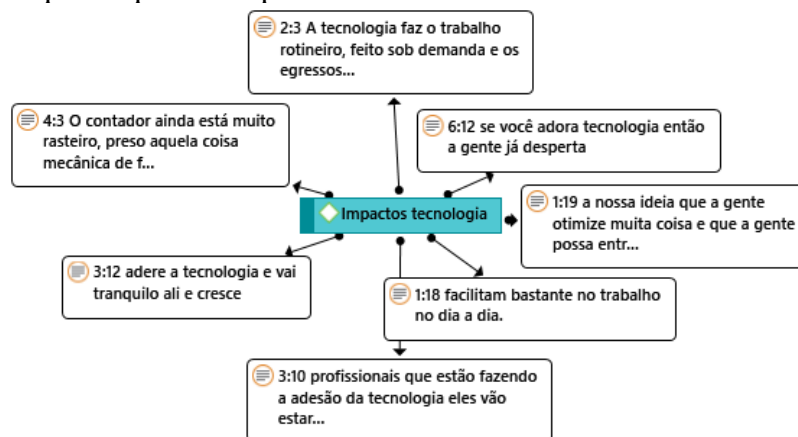 2:3 A tecnologia faz o trabalho
rotineiro, feito sob demanda e os
egressos...
4:3 O contador ainda está muito
rasteiro, preso aquela coisa
mecânica de f...
6:12 se você adora tecnologia então
a gente já desperta
Impactos tecnologia
1:19 a nossa ideia que a gente
otimize muita coisa e que a gente
possa entr...
3:12 adere a tecnologia e vai
tranquilo ali e cresce
1:18 facilitam bastante no trabalho
no dia a dia.
3:10 profissionais que estão fazendo
a adesão da tecnologia eles vão
estar...